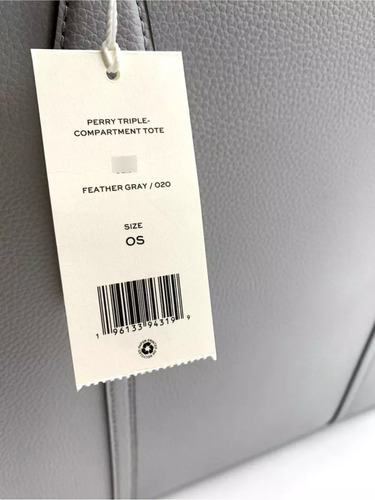 PERRY TRIPLE-
COMPARTMENT TOTE
FEATHER GRAY / 020
SIZE
OS
1 96133 94319 9